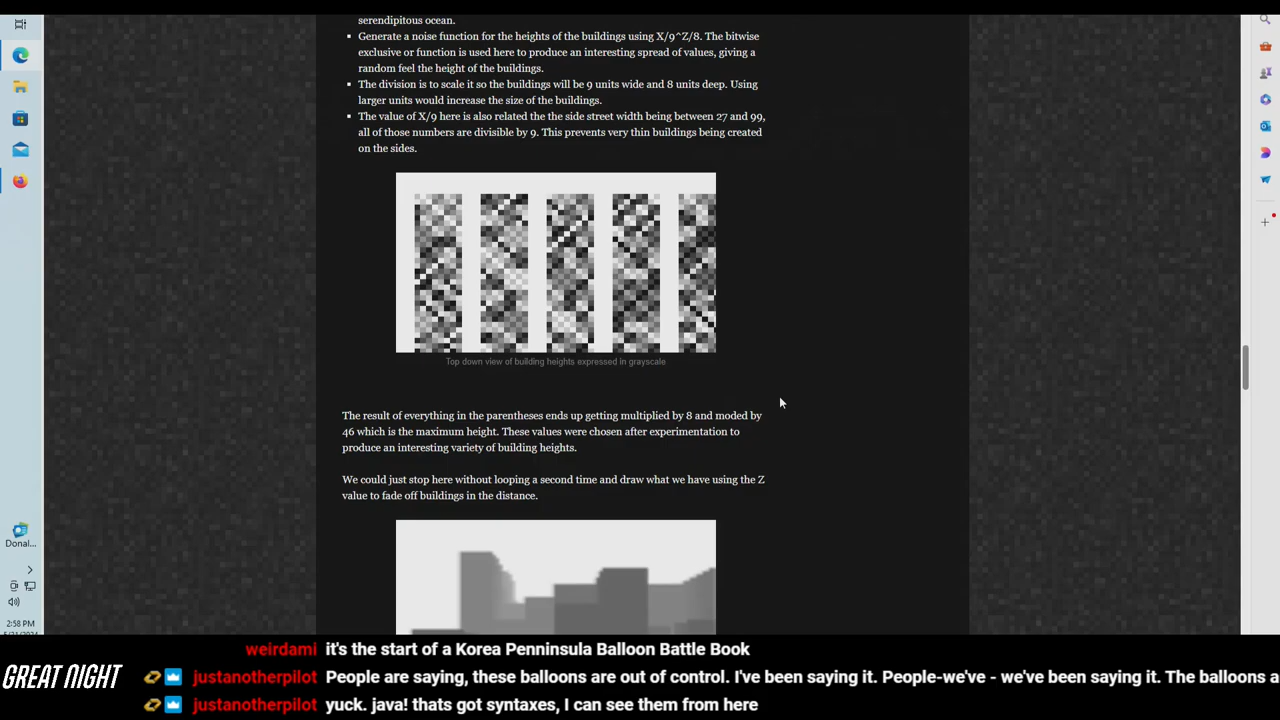 serendipitous ocean.
▪ Generate a noise function for the heights of the buildings using X/9^Z/8. The bitwise
exclusive or function is used here to produce an interesting spread of values, giving a
random feel the height of the buildings.
▪ The division is to scale it so the buildings will be 9 units wide and 8 units deep. Using
larger units would increase the size of the buildings.
▪ The value of X/9 here is also related the the side street width being between 27 and 99,
all of those numbers are divisible by 9. This prevents very thin buildings being created
on the sides.
Top down view of building heights expressed in grayscale
The result of everything in the parentheses ends up getting multiplied by 8 and moded by
46 which is the maximum height. These values were chosen after experimentation to
produce an interesting variety of building heights.
We could just stop here without looping a second time and draw what we have using the Z
value to fade off buildings in the distance.
Donal...
2:58 PM
weirdami it's the start of a Korea Penninsula Balloon Battle Book
GREAT NIGHT
justanotherpilot People are saying, these balloons are out of control. I've been saying it. People-we've - we've been saying it. The balloons a
justanotherpilot yuck. java! thats got syntaxes, I can see them from here